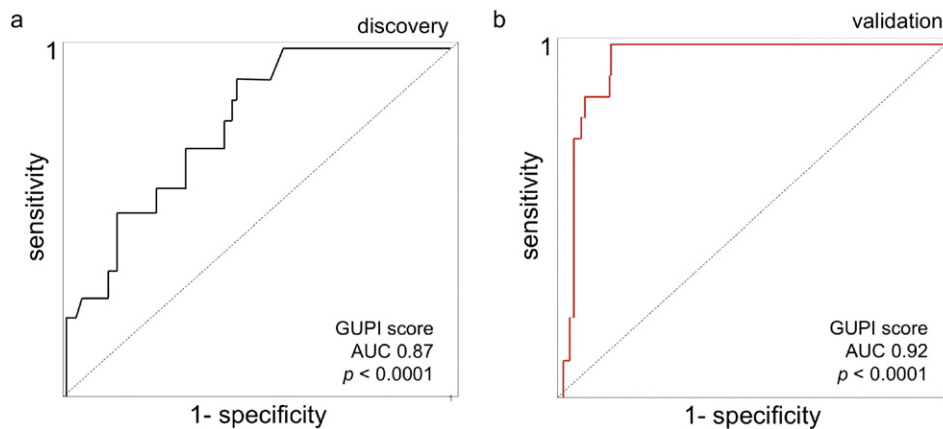 a
discovery
1
sensitivity
GUPI score
AUC 0.87
p < 0.0001
1- specificity
b
validation
1
sensitivity
GUPI score
AUC 0.92
p < 0.0001
1- specificity